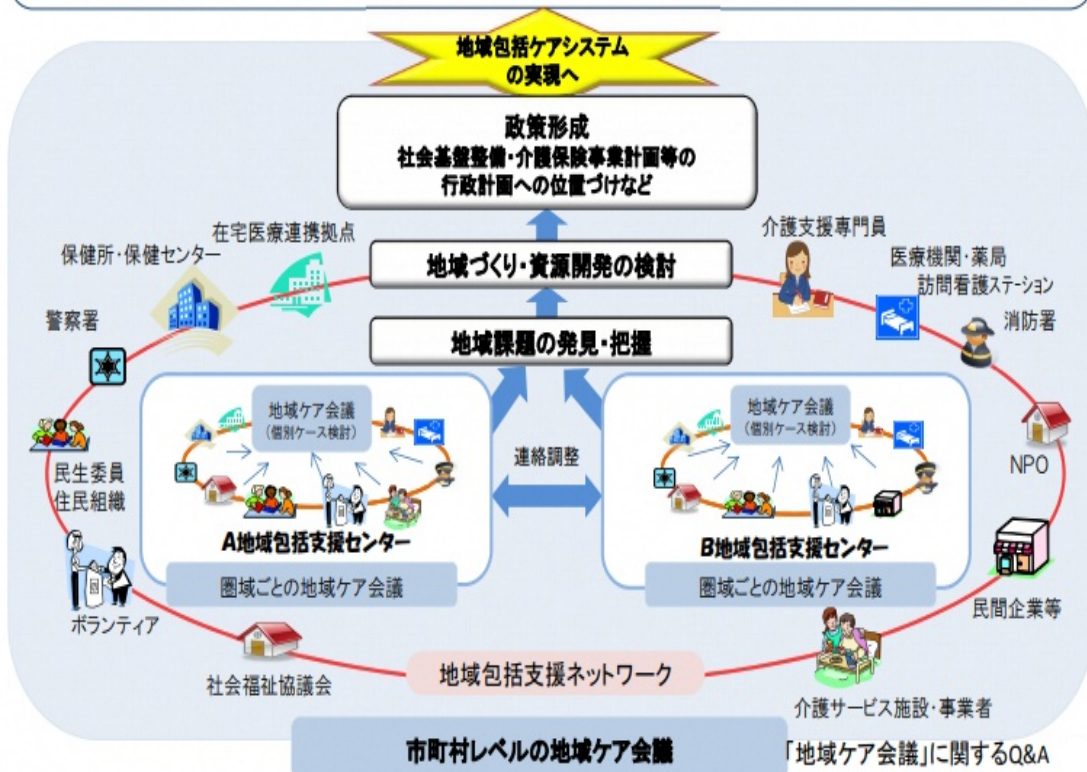 地域包括ケアシステム
の実現へ
政策形成
社会基盤整備・介護保険事業計画等の
行政計画への位置づけなど
在宅医療連携拠点
保健所・保健センター
介護支援専門員
医療機関・薬局
訪問看護ステーション
地域づくり・資源開発の検討
警察署
消防署
地域課題の発見・把握
地域ケア会議
(個別ケース検討)
地域ケア会議
(個別ケース検討)
連絡調整
民生委員
住民組織
NPO
A地域包括支援センター
B地域包括支援センター
圏域ごとの地域ケア会議
圏域ごとの地域ケア会議
ボランティア
民間企業等
社会福祉協議会
地域包括支援ネットワーク
介護サービス施設・事業者
市町村レベルの地域ケア会議
「地域ケア会議」に関するQ&A